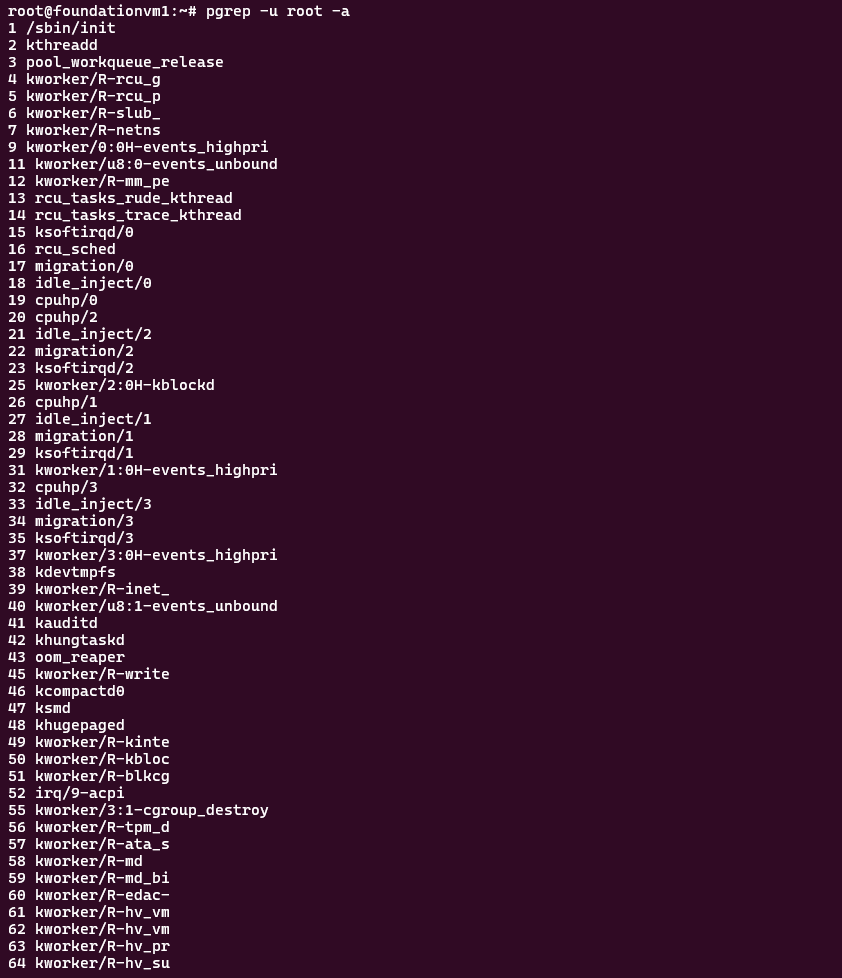 root@foundationvm1:~# pgrep -u root -a
1 /sbin/init
2 kthreadd
3 pool_workqueue_release
4 kworker/R-rcu_g
5 kworker/R-rcu_p
6 kworker/R-slub_
7 kworker/R-netns
9 kworker/0:0H-events_highpri
11 kworker/u8:0-events_unbound
12 kworker/R-mm_pe
13 rcu_tasks_rude_kthread
14 rcu_tasks_trace_kthread
15 ksoftirqd/0
16 rcu_sched
17 migration/0
18 idle_inject/0
19 cpuhp/0
20 cpuhp/2
21 idle_inject/2
22 migration/2
23 ksoftirqd/2
25 kworker/2:0H-kblockd
26 cpuhp/1
27 idle_inject/1
28 migration/1
29 ksoftirqd/1
31 kworker/1:0H-events_highpri
32 cpuhp/3
33 idle_inject/3
34 migration/3
35 ksoftirqd/3
37 kworker/3:0H-events_highpri
38 kdevtmpfs
39 kworker/R-inet_
40 kworker/u8:1-events_unbound
41 kauditd
42 khungtaskd
43 oom_reaper
45 kworker/R-write
46 kcompactd0
47 ksmd
48 khugepaged
49 kworker/R-kinte
50 kworker/R-kbloc
51 kworker/R-blkcg
52 irq/9-acpi
55 kworker/3:1-cgroup_destroy
56 kworker/R-tpm_d
57 kworker/R-ata_s
58 kworker/R-md
59 kworker/R-md_bi
60 kworker/R-edac-
61 kworker/R-hv_vm
62 kworker/R-hv_vm
63 kworker/R-hv_pr
64 kworker/R-hv_su